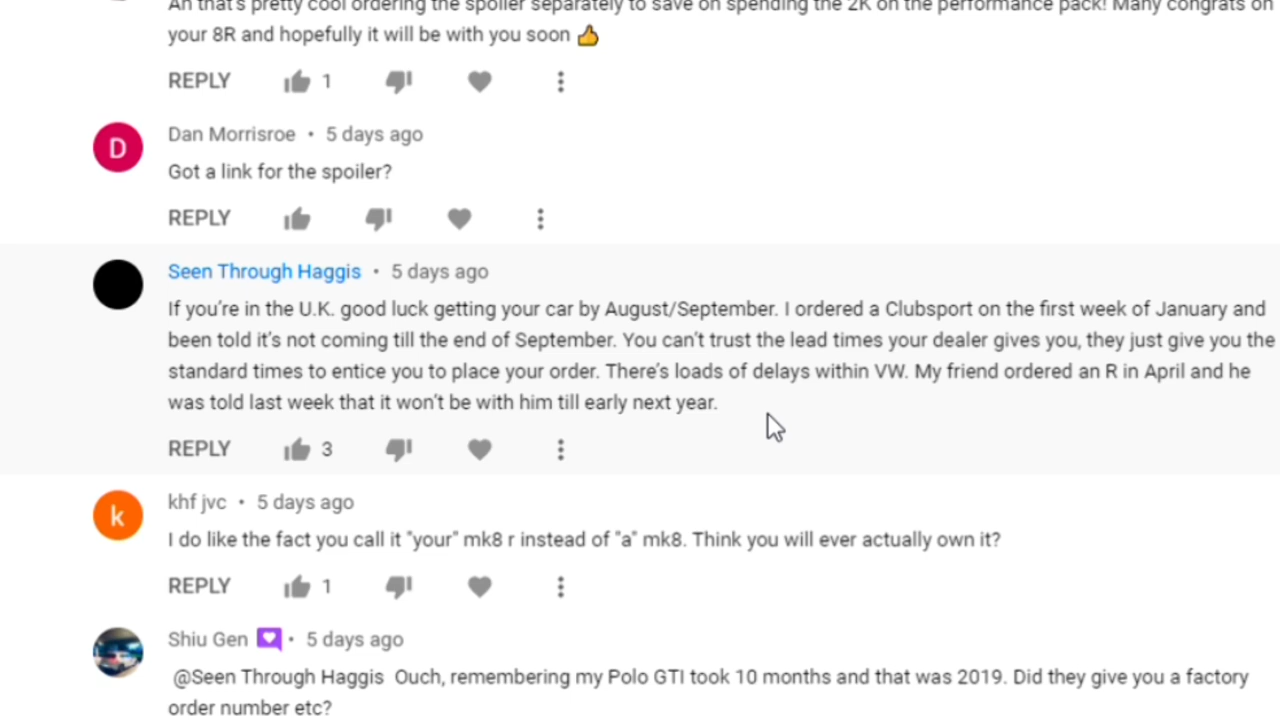 Ah that's pretty cool ordering the spoiler separately to save on spending the 2K on the performance pack! Many congrats on
your 8R and hopefully it will be with you soon 👍
REPLY 1
D Dan Morrisroe • 5 days ago
Got a link for the spoiler?
REPLY
Seen Through Haggis • 5 days ago
If you're in the U.K. good luck getting your car by August/September. I ordered a Clubsport on the first week of January and
been told it's not coming till the end of September. You can't trust the lead times your dealer gives you, they just give you the
standard times to entice you to place your order. There's loads of delays within VW. My friend ordered an R in April and he
was told last week that it won't be with him till early next year.
REPLY 3
k khf jvc • 5 days ago
I do like the fact you call it "your" mk8 r instead of "a" mk8. Think you will ever actually own it?
REPLY 1
Shiu Gen • 5 days ago
@Seen Through Haggis Ouch, remembering my Polo GTI took 10 months and that was 2019. Did they give you a factory
order number etc?